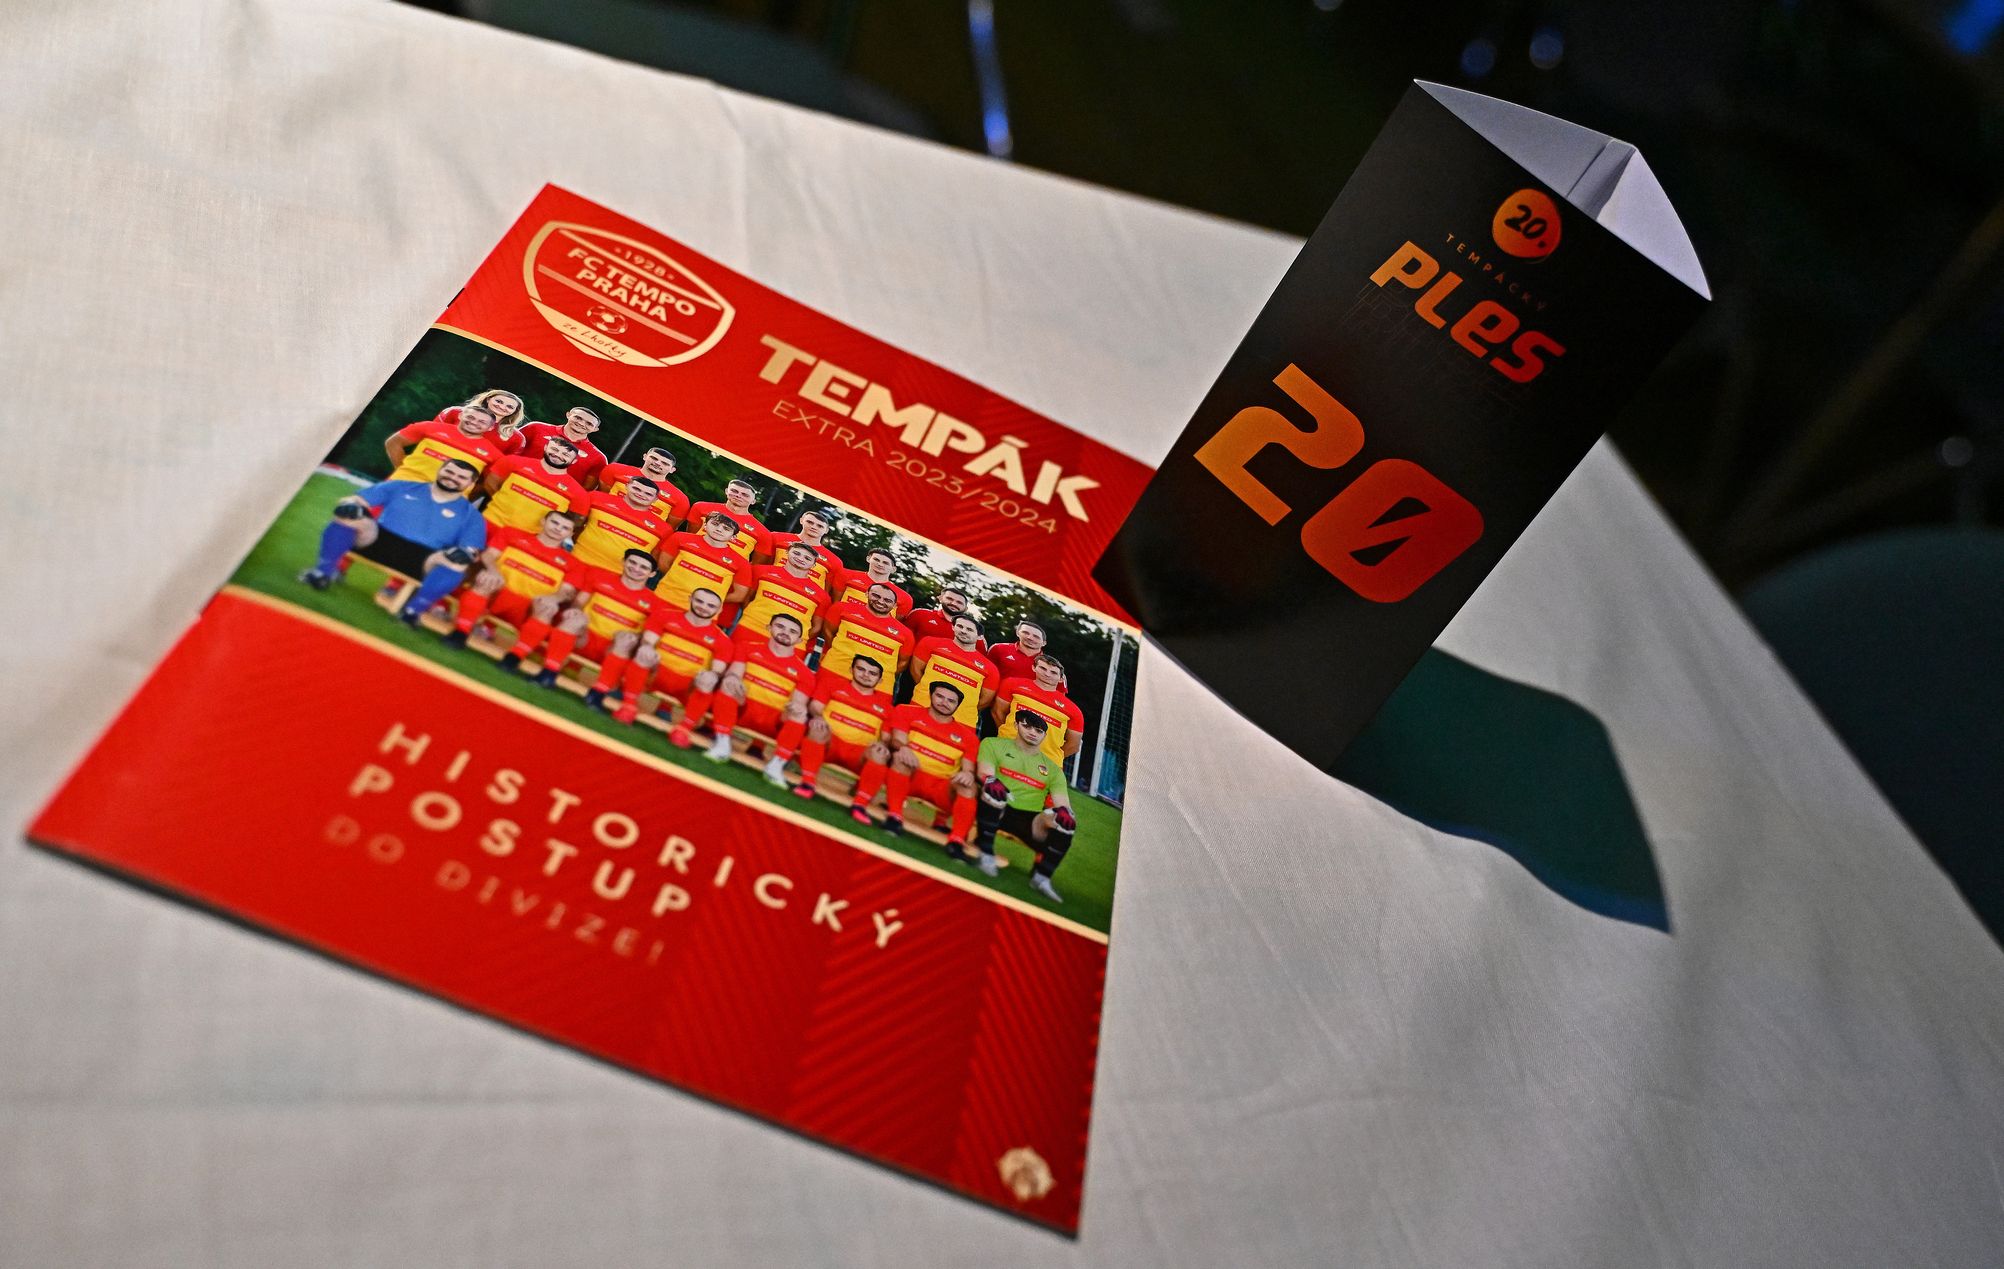 1928
FC TEMPO
PRAHA
ze Lhotky
TEMPÁK
EXTRA 2023/2024
HISTORICKÝ
POSTUP
DO DIVIZE!
20.
TEMPÁCKÝ
PLES
20